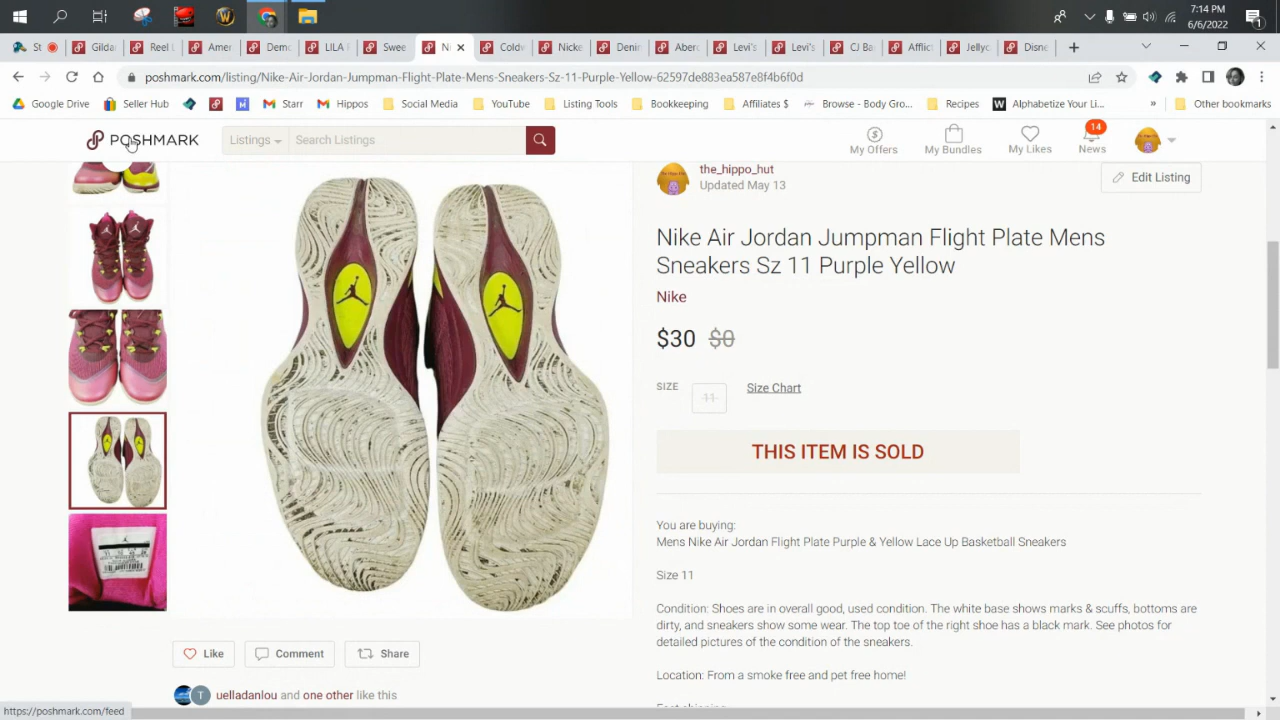 7:14 PM
6/6/2022
1
St
Gildar
Reel L
Amer
Demo
LILA
Swee
Ni
Coldw
Nicke
Denin
Aberc
Levi's
Levi's
CJ Ba
Afflict
Jellyc
Disne
poshmark.com/listing/Nike-Air-Jordan-Jumpman-Flight-Plate-Mens-Sneakers-Sz-11-Purple-Yellow-62597de883ea587e8f4b6f0d
Google Drive
Seller Hub
Starr
Hippos
Social Media
YouTube
Listing Tools
Bookkeeping
Affiliates $
Browse - Body Gro...
Recipes
Alphabetize Your Li...
»
Other bookmarks
POSHMARK
Listings
Search Listings
My Offers
My Bundles
My Likes
14
News
the_hippo_hut
Updated May 13
Edit Listing
Nike Air Jordan Jumpman Flight Plate Mens
Sneakers Sz 11 Purple Yellow
Nike
$30 $0
SIZE
11
Size Chart
THIS ITEM IS SOLD
You are buying:
Mens Nike Air Jordan Flight Plate Purple & Yellow Lace Up Basketball Sneakers
Size 11
Condition: Shoes are in overall good, used condition. The white base shows marks & scuffs, bottoms are
dirty, and sneakers show some wear. The top toe of the right shoe has a black mark. See photos for
detailed pictures of the condition of the sneakers.
Location: From a smoke free and pet free home!
Like
Comment
Share
T
uelladanlou and one other like this
https://poshmark.com/feed